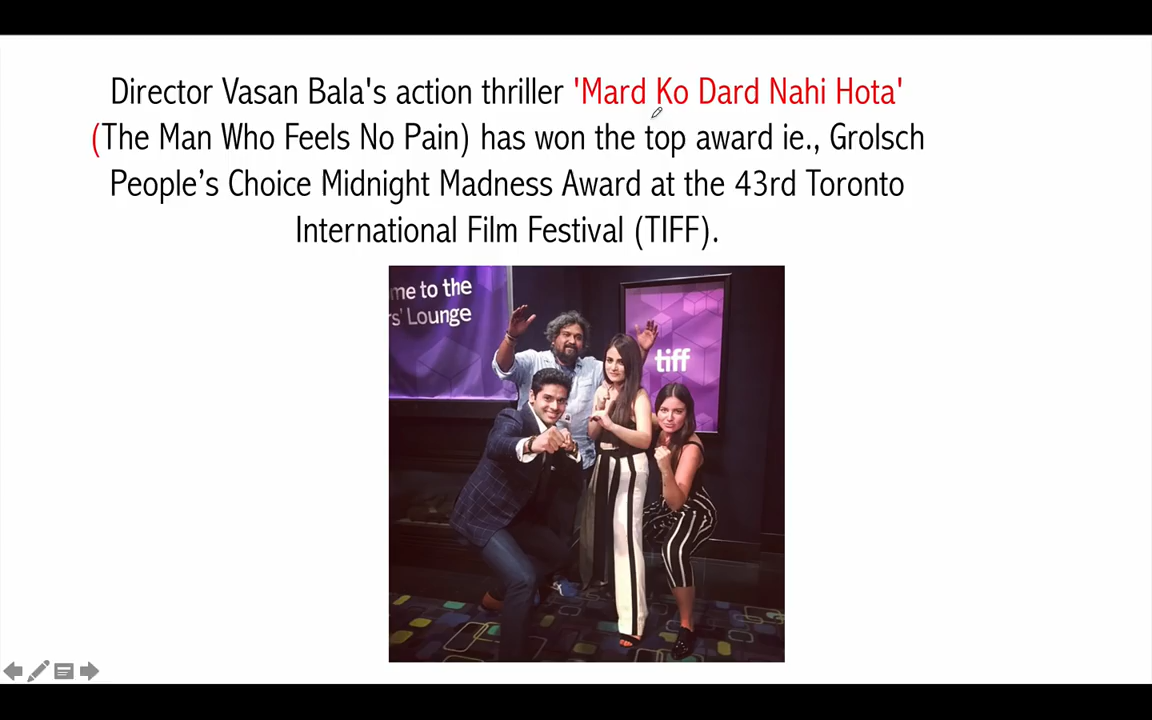 Director Vasan Bala's action thriller 'Mard Ko Dard Nahi Hota'
(The Man Who Feels No Pain) has won the top award ie., Grolsch
People’s Choice Midnight Madness Award at the 43rd Toronto
International Film Festival (TIFF).
me to the
s' Lounge
tiff